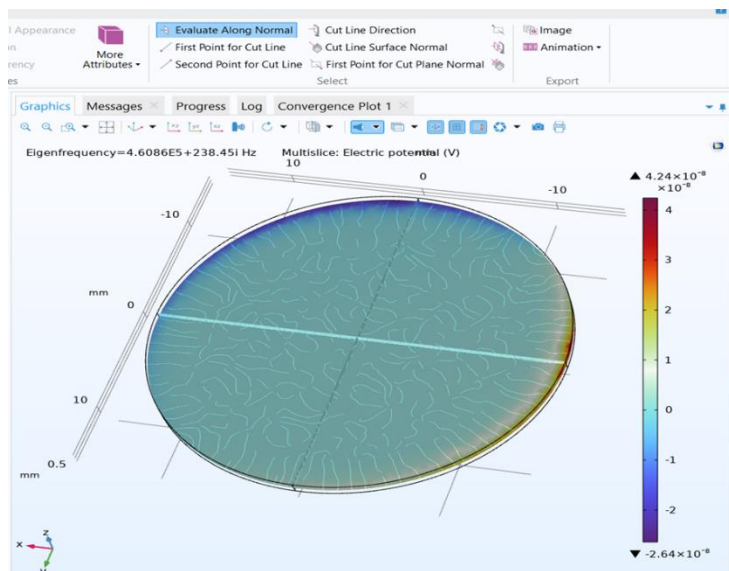 l Appearance
on
rency
es
More
Attributes
Evaluate Along Normal
First Point for Cut Line
Second Point for Cut Line
Cut Line Direction
Cut Line Surface Normal
First Point for Cut Plane Normal
Select
Image
Animation
Export
Graphics
Messages
Progress
Log
Convergence Plot 1
Eigenfrequency=4.6086E5+238.45i Hz
Multislice: Electric potential (V)
10
0
-10
-10
mm
0
10
0.5
mm
4.24×10⁻⁸
×10⁻⁸
4
3
2
1
0
-1
-2
-2.64×10⁻⁸
z
x
y